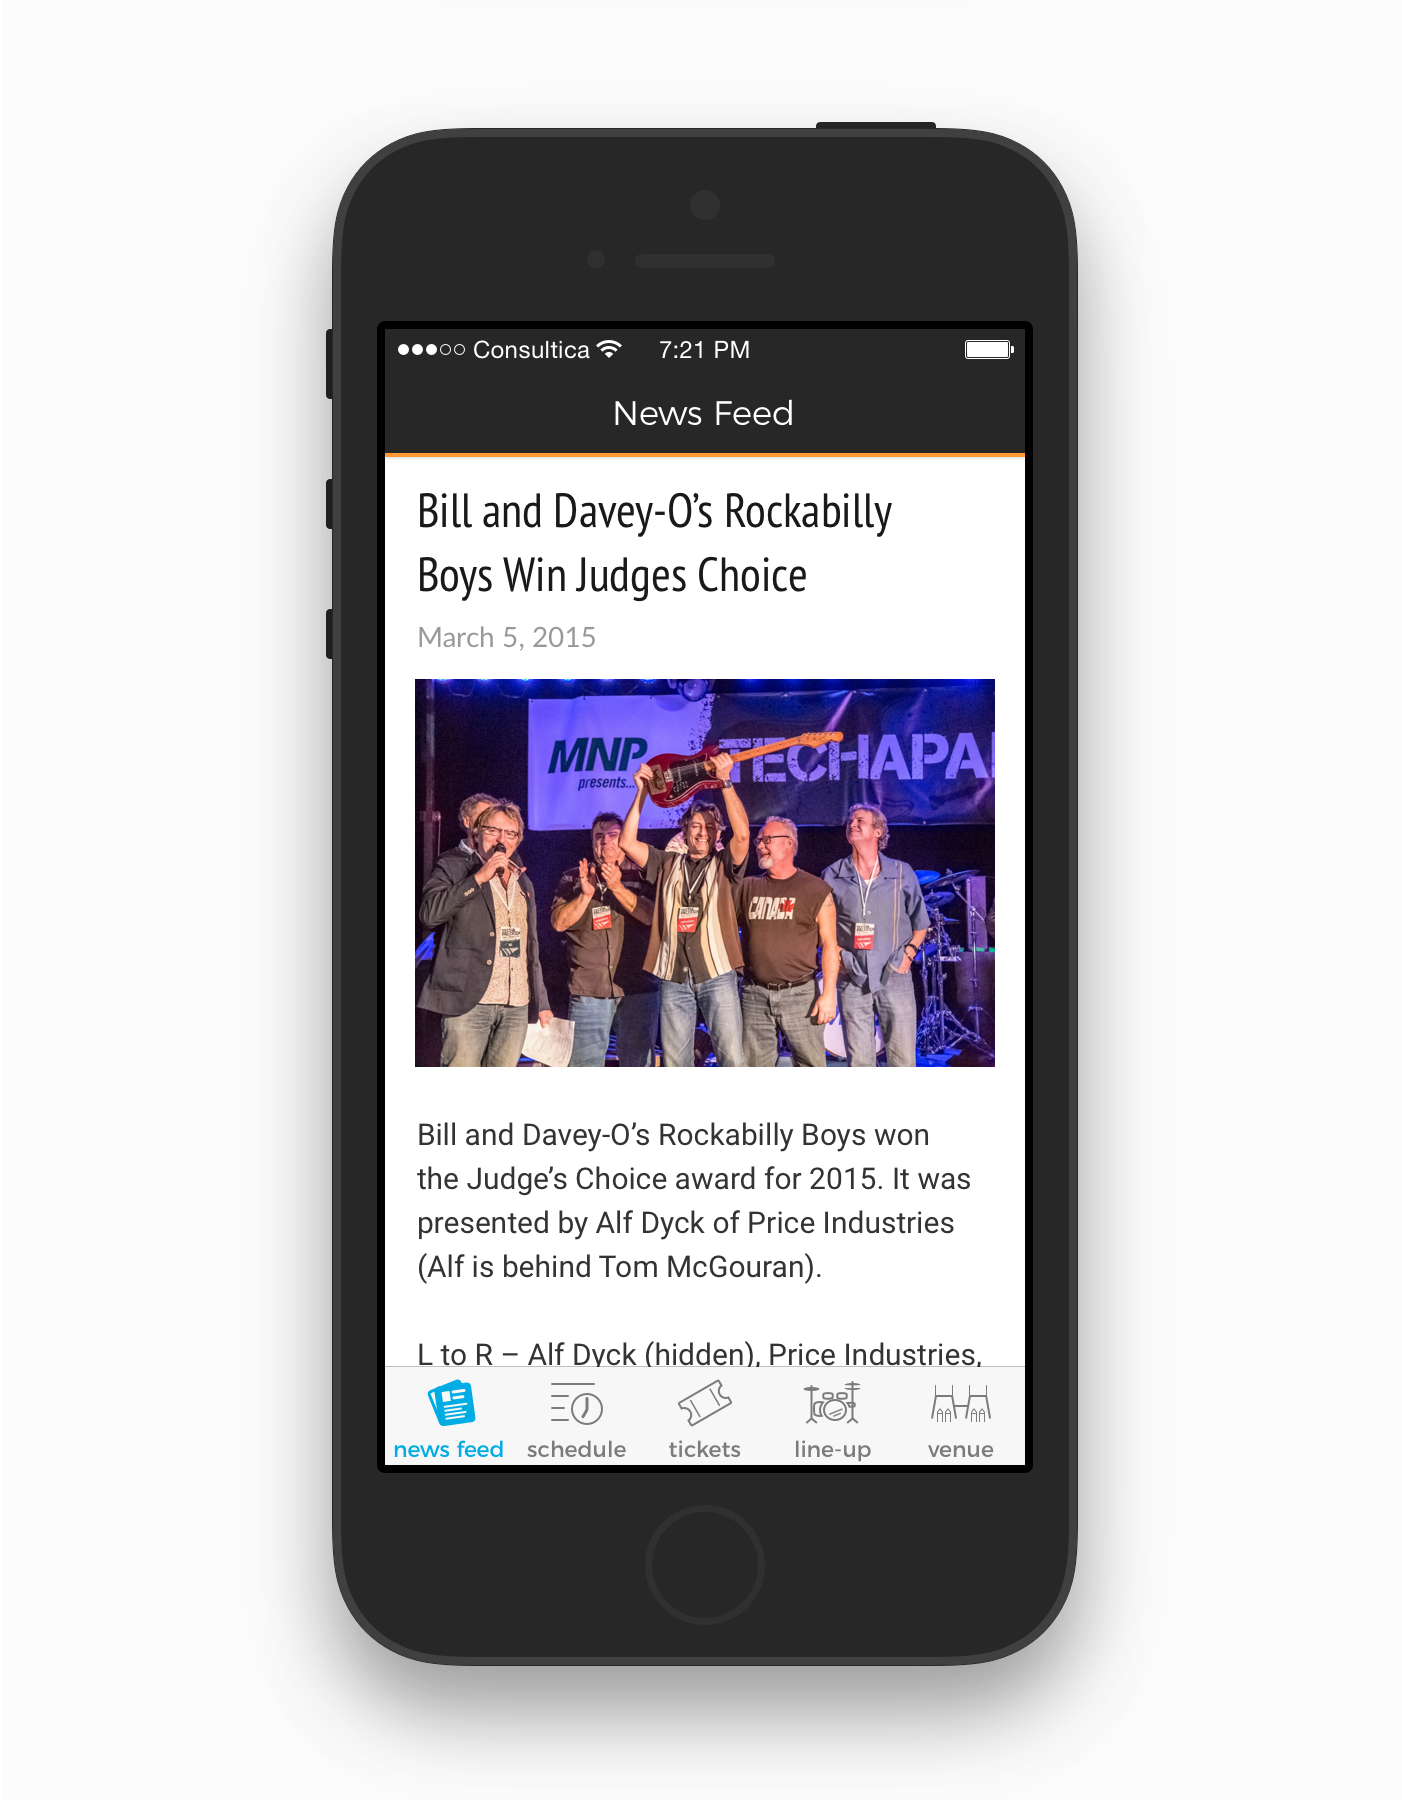 Consultica 7:21 PM
News Feed
Bill and Davey-O’s Rockabilly
Boys Win Judges Choice
March 5, 2015
MNP
presents...
TECHAPA
CANADA
Bill and Davey-O’s Rockabilly Boys won
the Judge’s Choice award for 2015. It was
presented by Alf Dyck of Price Industries
(Alf is behind Tom McGouran).
L to R – Alf Dyck (hidden), Price Industries,
news feed schedule tickets line-up venue